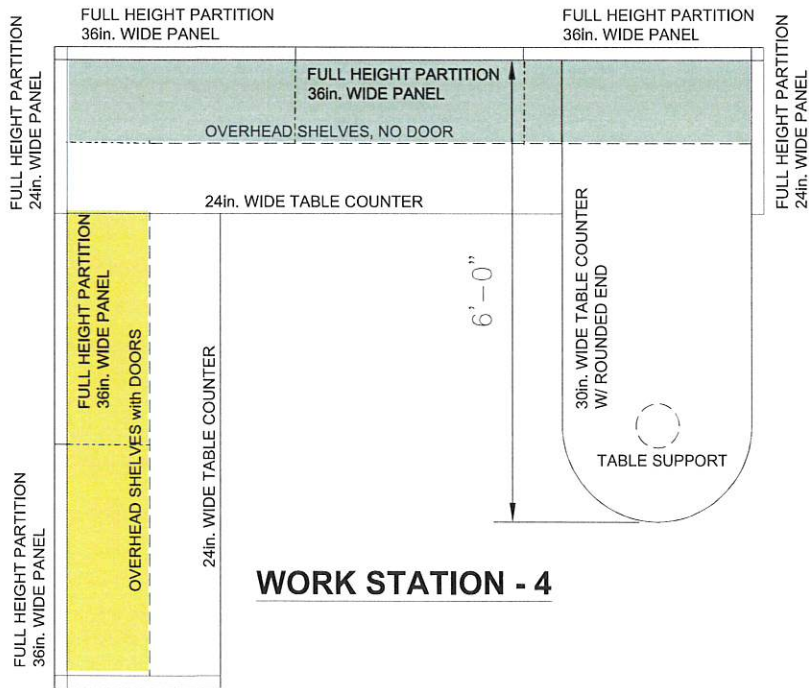 FULL HEIGHT PARTITION
36in. WIDE PANEL
FULL HEIGHT PARTITION
36in. WIDE PANEL
FULL HEIGHT PARTITION
24in. WIDE PANEL
FULL HEIGHT PARTITION
36in. WIDE PANEL
FULL HEIGHT PARTITION
24in. WIDE PANEL
OVERHEAD SHELVES, NO DOOR
24in. WIDE TABLE COUNTER
FULL HEIGHT PARTITION
36in. WIDE PANEL
OVERHEAD SHELVES with DOORS
24in. WIDE TABLE COUNTER
6'-0"
30in. WIDE TABLE COUNTER
W/ ROUNDED END
TABLE SUPPORT
FULL HEIGHT PARTITION
36in. WIDE PANEL
WORK STATION - 4